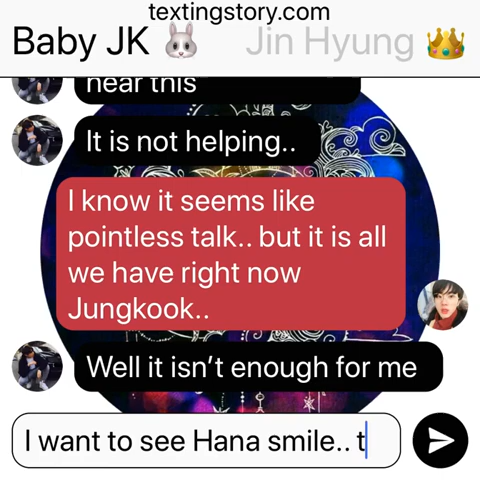 textingstory.com
Baby JK 🐰 Jin Hyung 👑
hear this
It is not helping..
I know it seems like
pointless talk.. but it is all
we have right now
Jungkook..
Well it isn't enough for me
I want to see Hana smile.. t